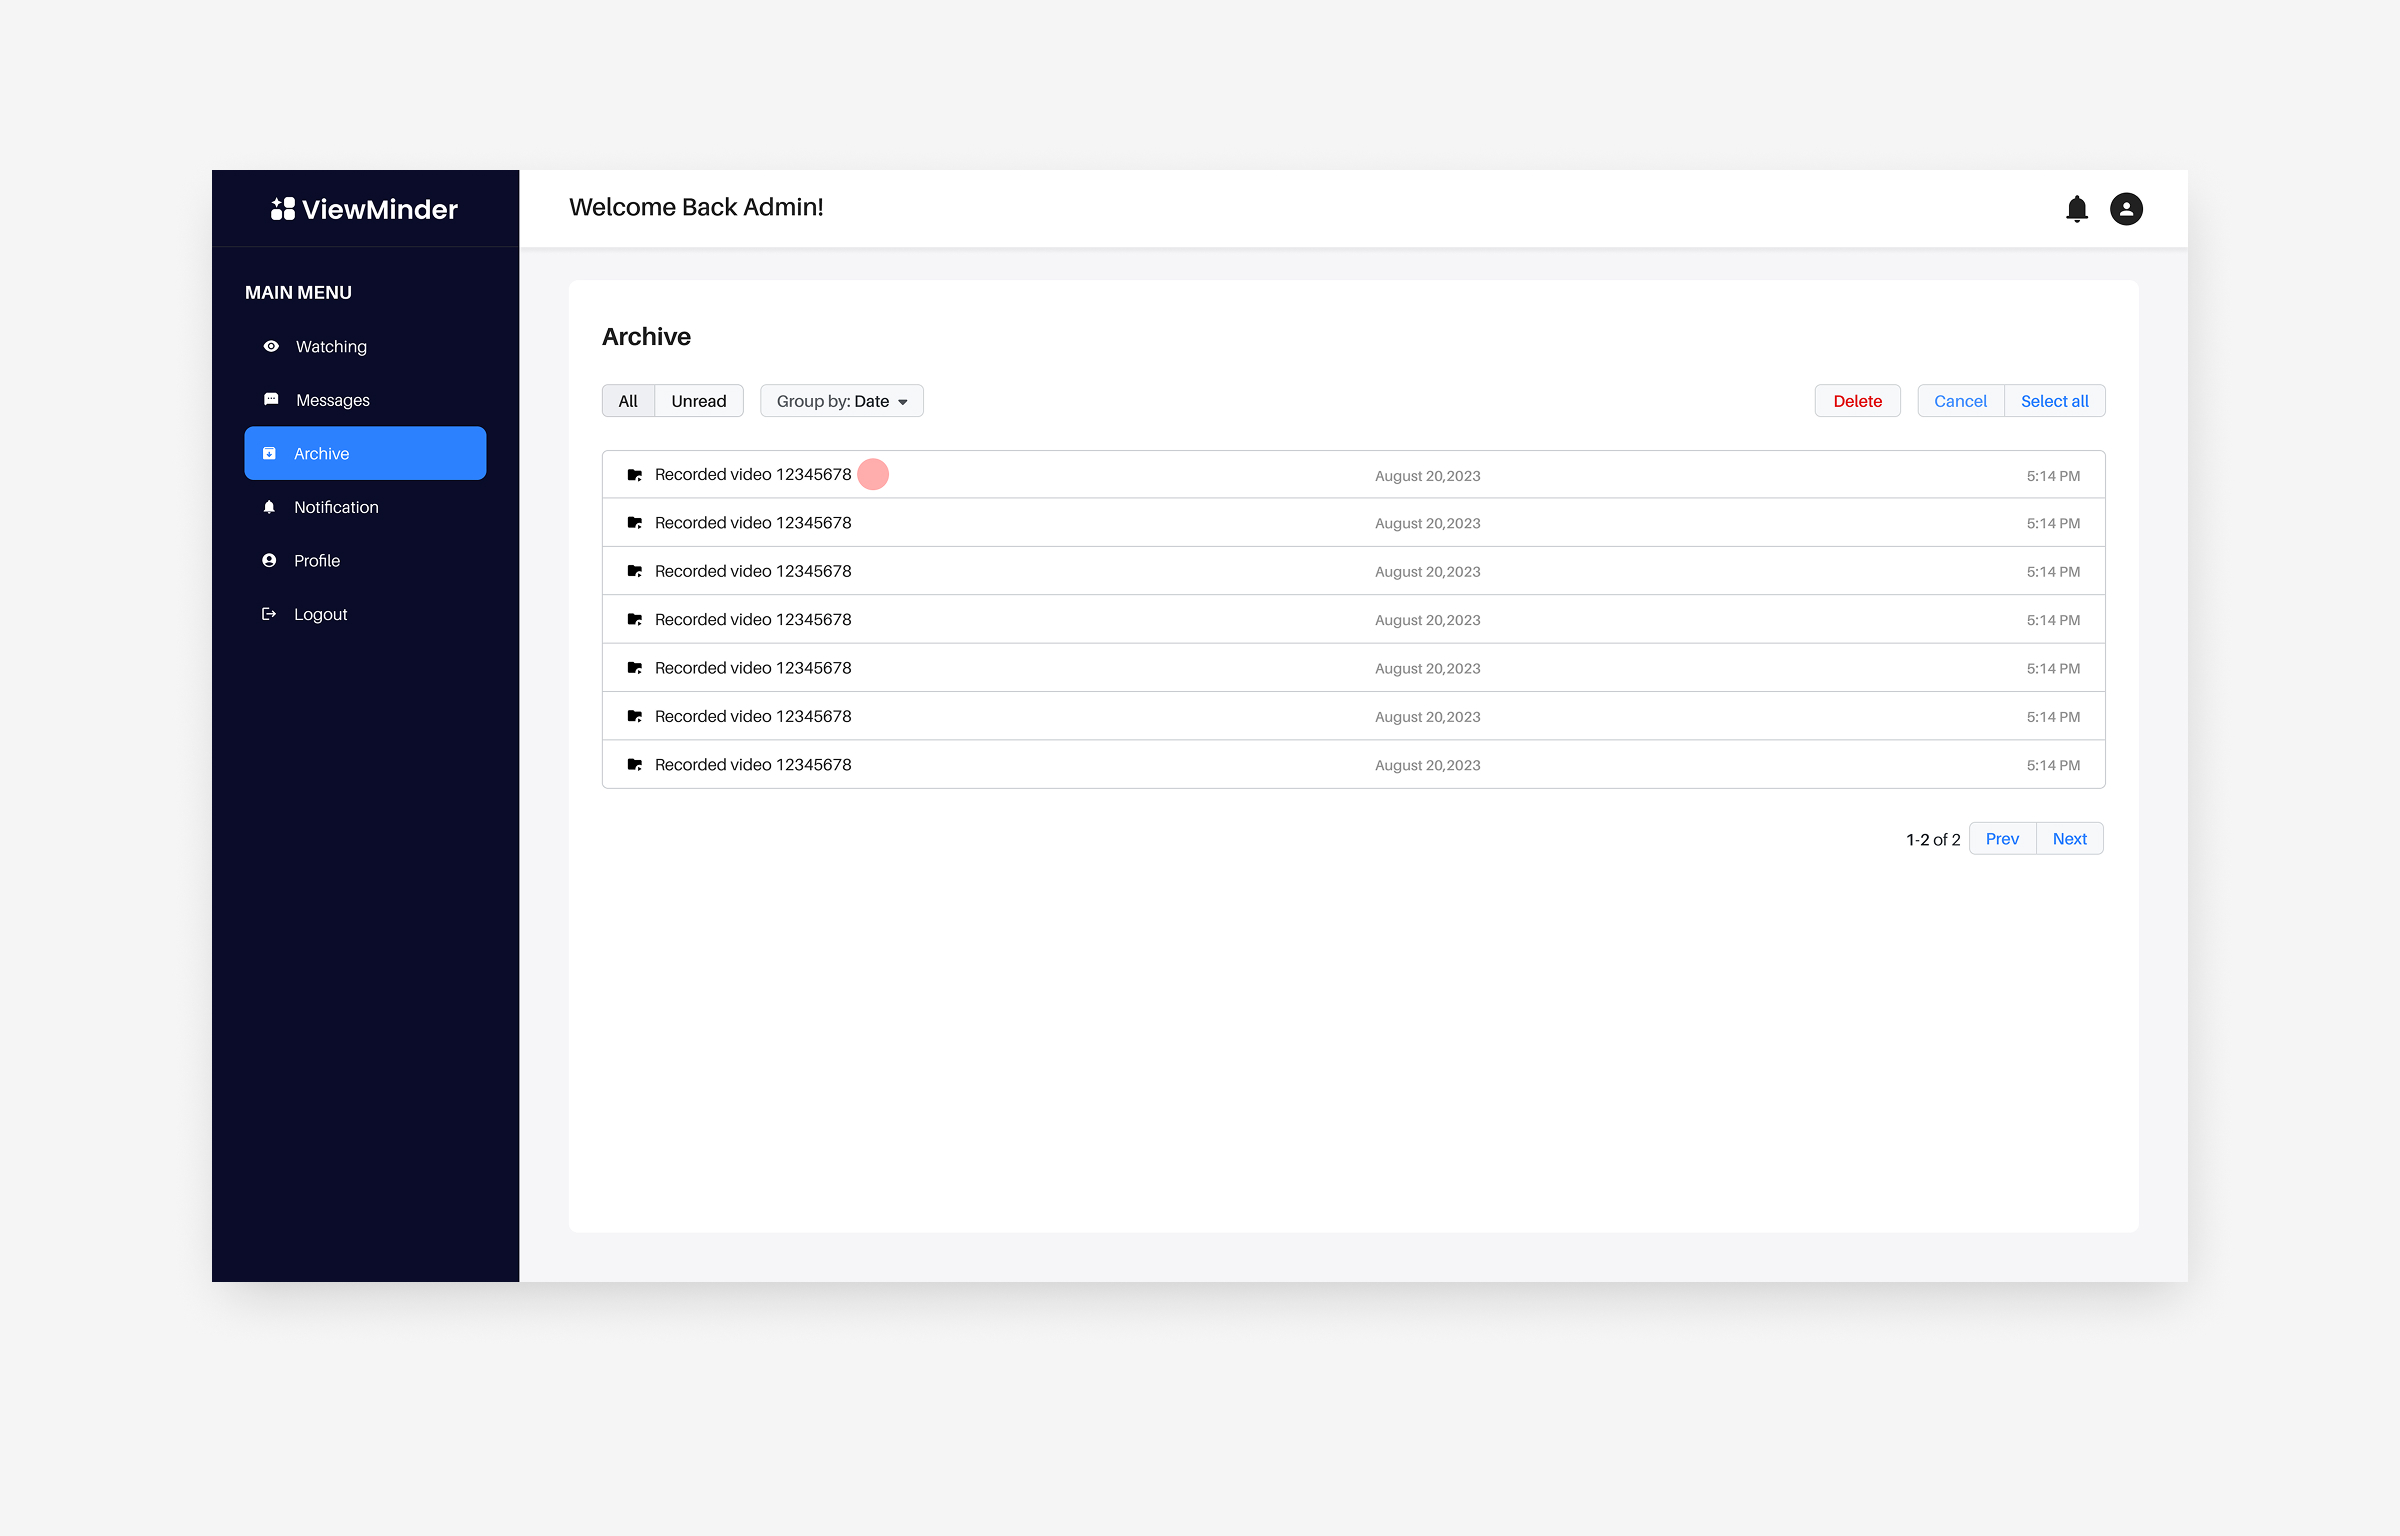 ViewMinder
Welcome Back Admin!
MAIN MENU
Watching
Messages
Archive
Notification
Profile
Logout
Archive
All Unread Group by: Date Delete Cancel Select all
Recorded video 12345678 August 20,2023 5:14 PM
Recorded video 12345678 August 20,2023 5:14 PM
Recorded video 12345678 August 20,2023 5:14 PM
Recorded video 12345678 August 20,2023 5:14 PM
Recorded video 12345678 August 20,2023 5:14 PM
Recorded video 12345678 August 20,2023 5:14 PM
Recorded video 12345678 August 20,2023 5:14 PM
1-2 of 2 Prev Next